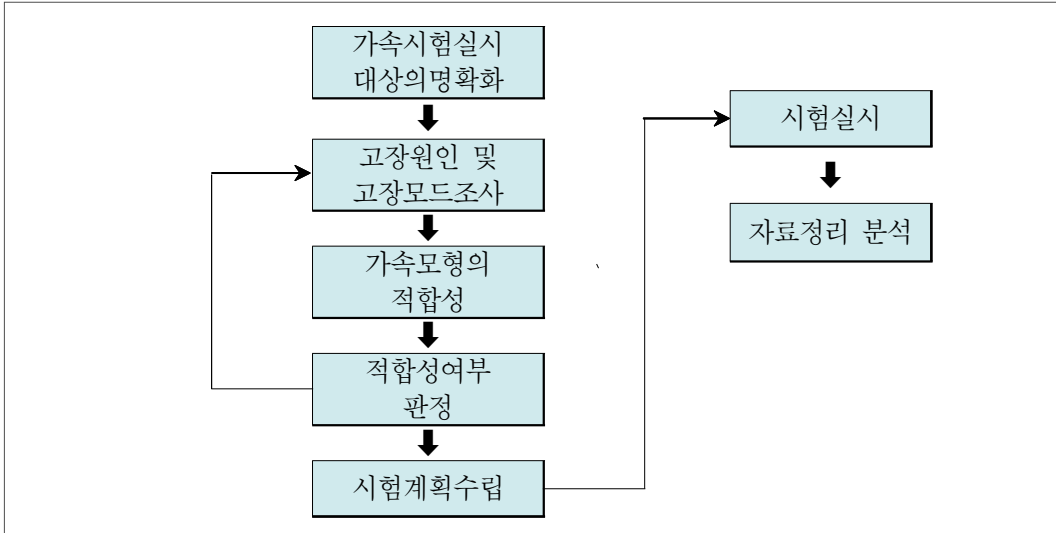 가속시험실시
대상의명확화
고장원인 및
고장모드조사
가속모형의
적합성
적합성여부
판정
시험계획수립
시험실시
자료정리 분석